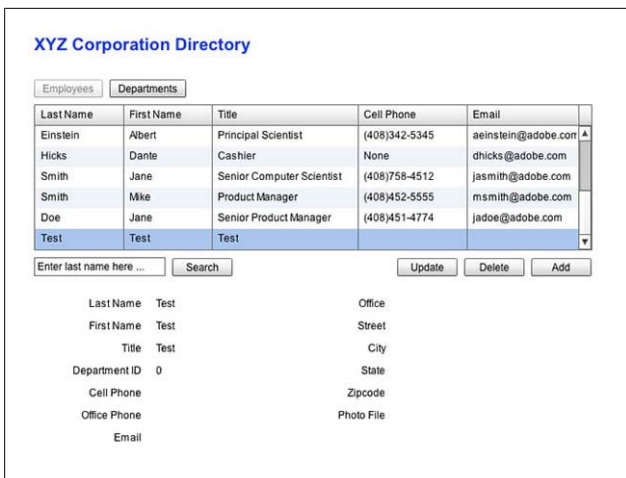 XYZ Corporation Directory
Employees Departments
Last Name First Name Title Cell Phone Email
Einstein Albert Principal Scientist (408)342-5345 aeinstein@adobe.com
Hicks Dante Cashier None dhicks@adobe.com
Smith Jane Senior Computer Scientist (408)758-4512 jasmith@adobe.com
Smith Mike Product Manager (408)452-5555 msmith@adobe.com
Doe Jane Senior Product Manager (408)451-4774 jadoe@adobe.com
Test Test Test
Enter last name here ... Search Update Delete Add
Last Name Test Office
First Name Test Street
Title Test City
Department ID 0 State
Cell Phone Zipcode
Office Phone Photo File
Email